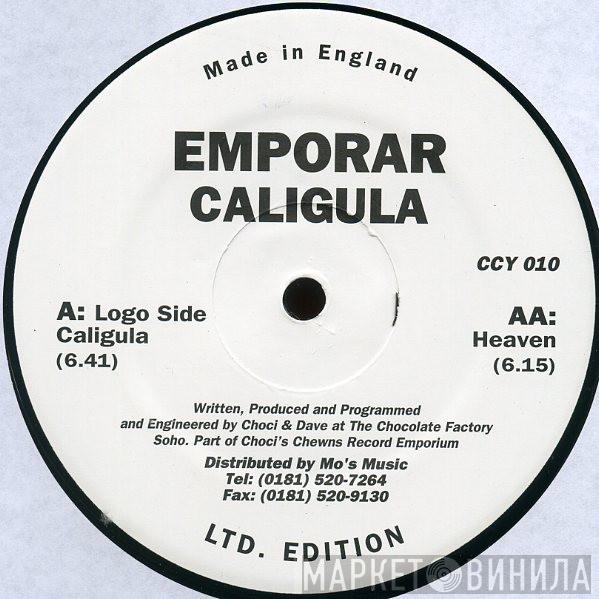 Made in England
EMPORAR
CALIGULA
CCY 010
A: Logo Side
Caligula
(6.41)
AA:
Heaven
(6.15)
Written, Produced and Programmed
and Engineered by Choci & Dave at The Chocolate Factory
Soho. Part of Choci's Chewns Record Emporium
Distributed by Mo's Music
Tel: (0181) 520-7264
Fax: (0181) 520-9130
LTD. EDITION
МАРКЕТ ВИНИЛА